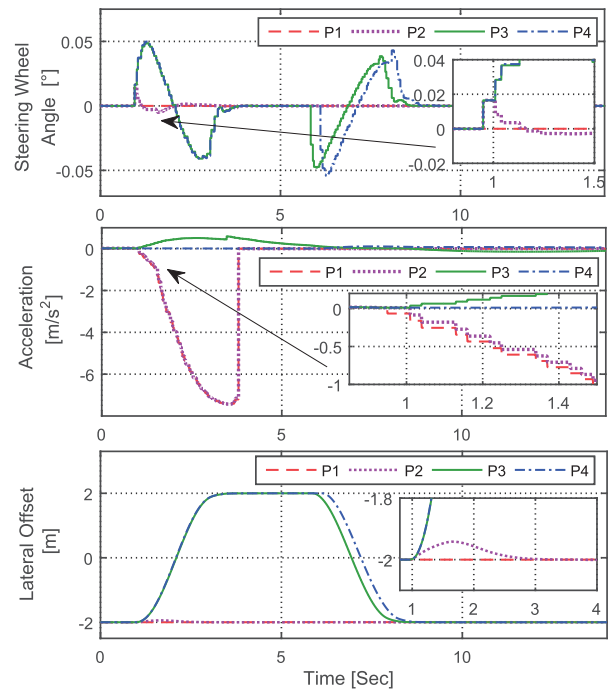 P1 P2 P3 P4
Steering Wheel
Angle [°]
0.05
0
-0.05
0.04
0.02
0
-0.02
1 1.5
0 5 10
P1 P2 P3 P4
Acceleration
[m/s²]
0
-2
-4
-6
0
-0.5
-1
1 1.2 1.4
0 5 10
P1 P2 P3 P4
Lateral Offset
[m]
2
0
-2
-1.8
-2
1 2 3 4
0 5 10
Time [Sec]